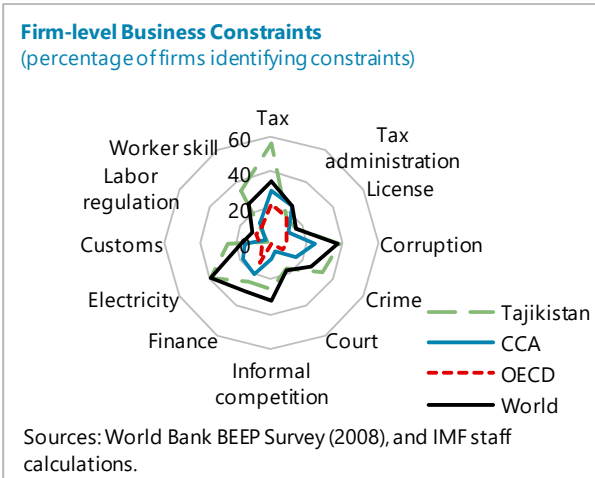 Firm-level Business Constraints
(percentage of firms identifying constraints)
Tax
60
Worker skill
Tax
administration
40
Labor
regulation
License
20
Customs
0
Corruption
Electricity
Crime
Tajikistan
Finance
Court
CCA
Informal
competition
OECD
World
Sources: World Bank BEEP Survey (2008), and IMF staff
calculations.